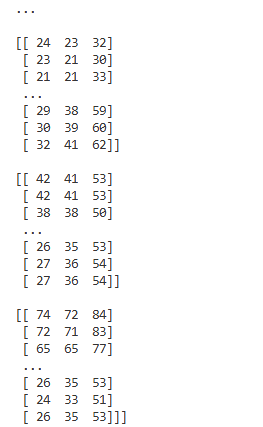 ...
[[ 24 23 32]
[ 23 21 30]
[ 21 21 33]
...
[ 29 38 59]
[ 30 39 60]
[ 32 41 62]]
[[ 42 41 53]
[ 42 41 53]
[ 38 38 50]
...
[ 26 35 53]
[ 27 36 54]
[ 27 36 54]]
[[ 74 72 84]
[ 72 71 83]
[ 65 65 77]
...
[ 26 35 53]
[ 24 33 51]
[ 26 35 53]]]